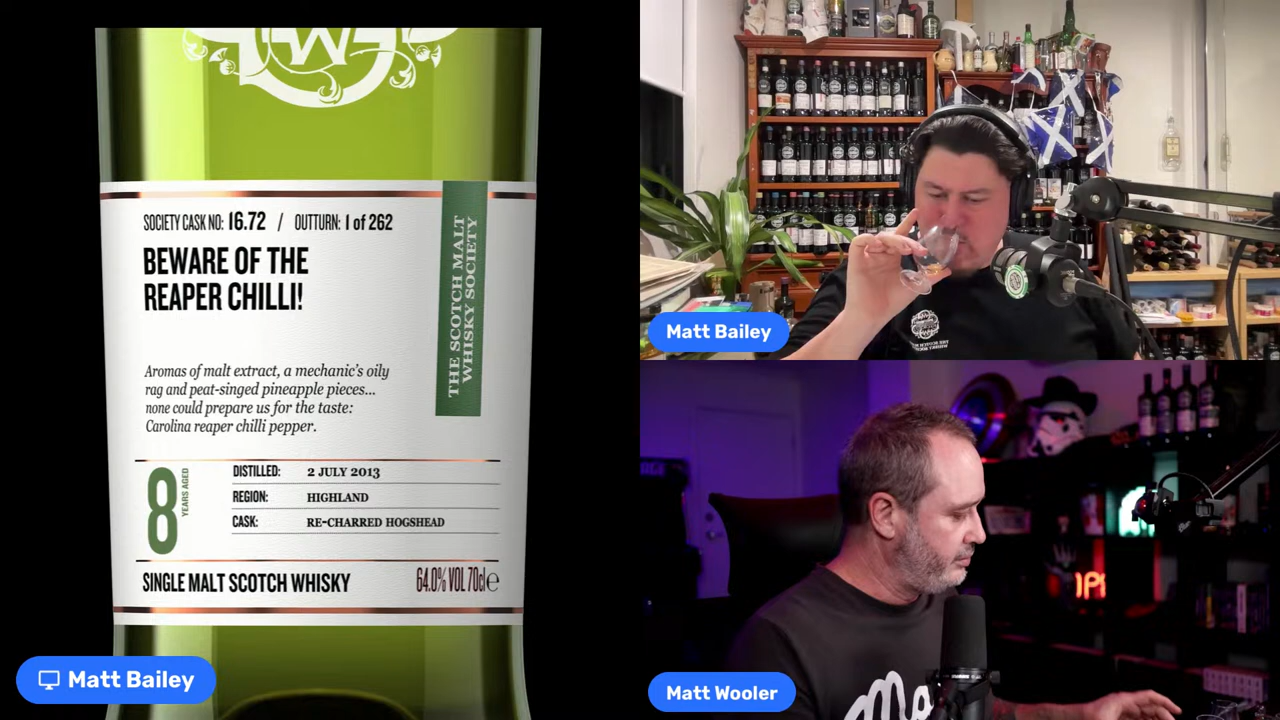 SOCIETY CASK NO: 16.72 / OUTTURN: 1 of 262
BEWARE OF THE
REAPER CHILLI!
THE SCOTCH MALT
WHISKY SOCIETY
Aromas of malt extract, a mechanic's oily
rag and peat-singed pineapple pieces...
none could prepare us for the taste:
Carolina reaper chilli pepper.
8
YEARS AGED
DISTILLED: 2 JULY 2013
REGION: HIGHLAND
CASK: RE-CHARRED HOGSHEAD
SINGLE MALT SCOTCH WHISKY
64.0% VOL 70cl e
Matt Bailey
Matt Bailey
Matt Wooler